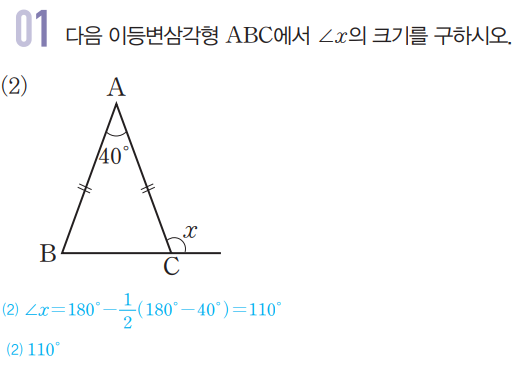 01 다음 이등변삼각형 ABC에서 ∠x의 크기를 구하시오.
(2)
A
40°
x
B
C
(2) ∠x=180°-\frac{1}{2}(180°-40°)=110°
(2) 110°